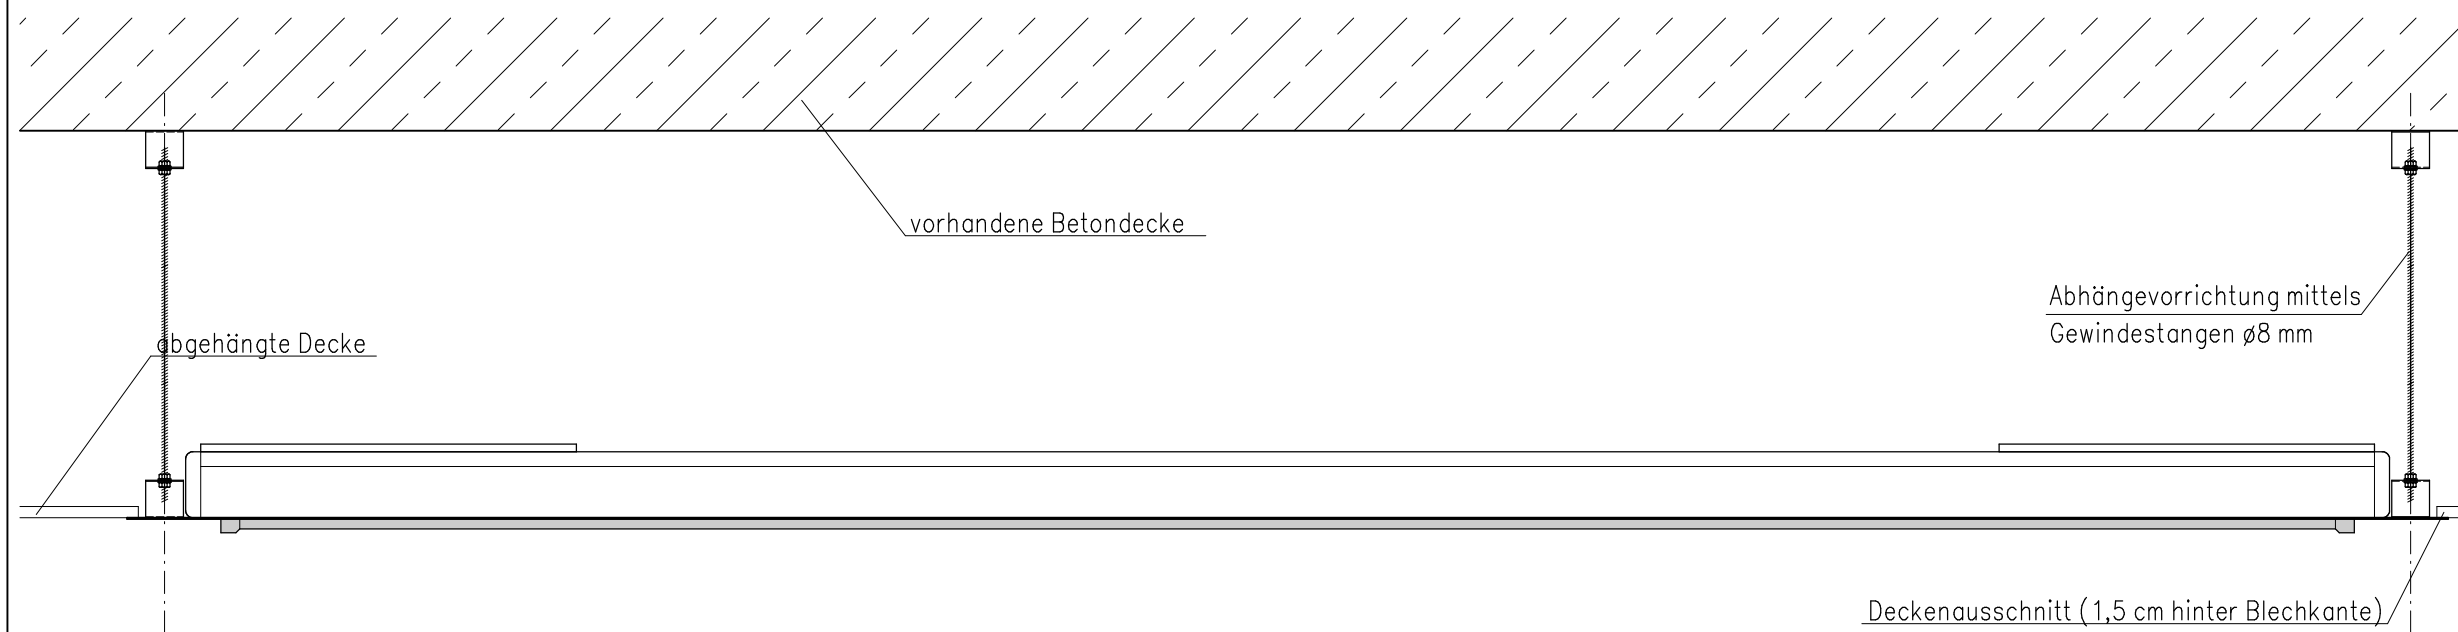 vorhandene Betondecke
Abhängevorrichtung mittels
Gewindestangen ø8 mm
abgehängte Decke
Deckenausschnitt (1,5 cm hinter Blechkante)